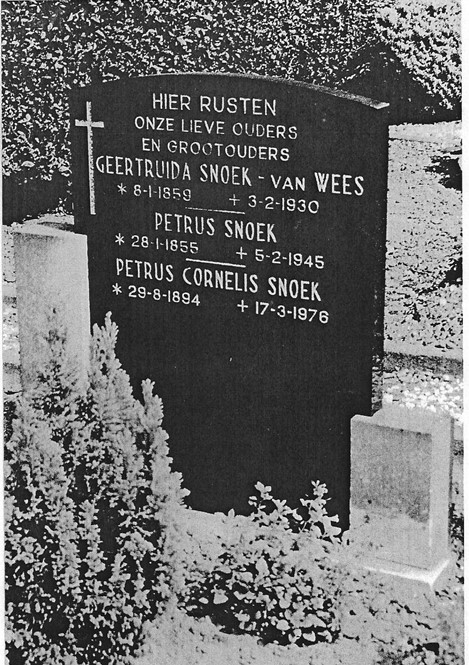 HIER RUSTEN
ONZE LIEVE OUDERS
EN GROOTOUDERS
GEERTRUIDA SNOEK - VAN WEES
* 8-1-1859 + 3-2-1930
PETRUS SNOEK
* 28-1-1855 + 5-2-1945
PETRUS CORNELIS SNOEK
* 29-8-1894 + 17-3-1976